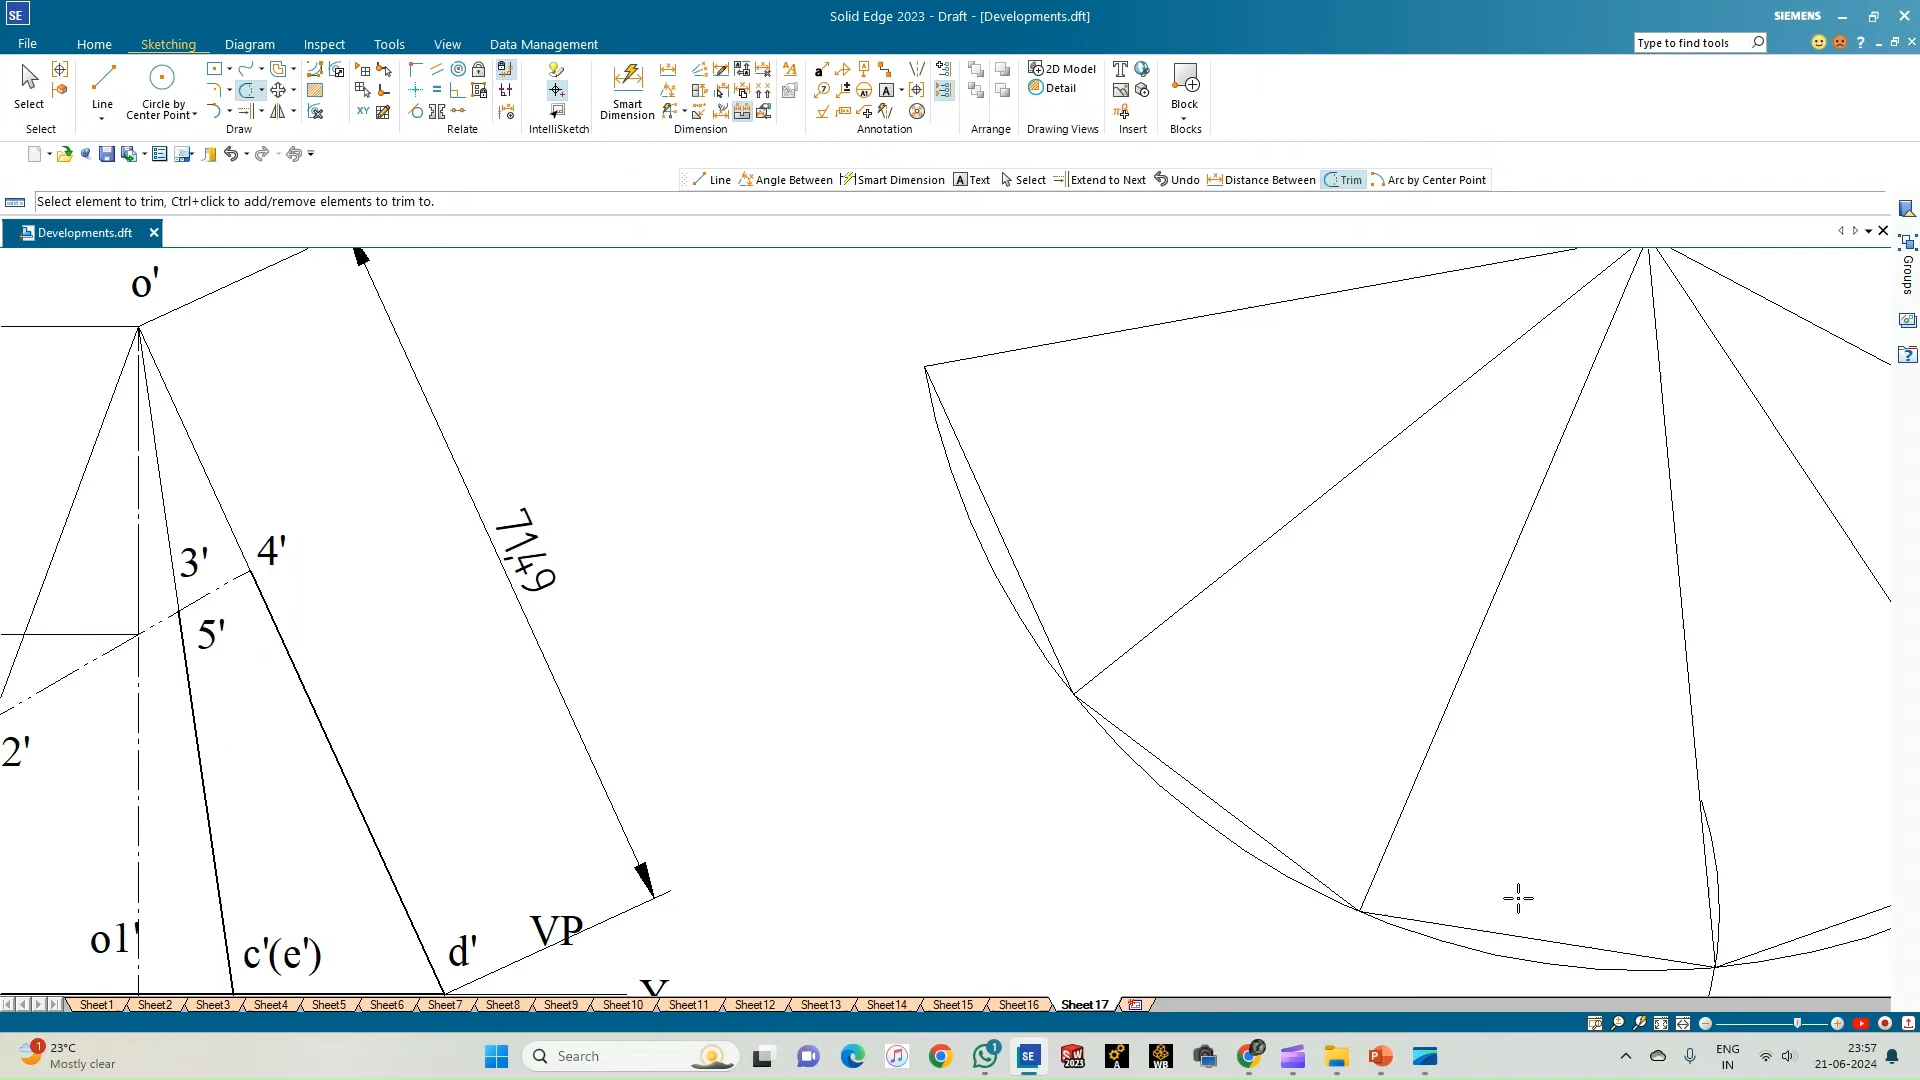 SE
Solid Edge 2023 - Draft - [Developments.dft]
SIEMENS
File Home Sketching Diagram Inspect Tools View Data Management
Type to find tools
Select
Line
Circle by
Center Point
Smart
Dimension
2D Model
Detail
Block
Select Draw Relate IntelliSketch Dimension Annotation Arrange Drawing Views Insert Blocks
Line Angle Between Smart Dimension Text Select Extend to Next Undo Distance Between Trim Arc by Center Point
Select element to trim, Ctrl+click to add/remove elements to trim to.
Developments.dft
Groups
o'
71,49
3'
4'
5'
2'
o1'
c'(e')
d'
VP
Sheet1 Sheet2 Sheet3 Sheet4 Sheet5 Sheet6 Sheet7 Sheet8 Sheet9 Sheet10 Sheet11 Sheet12 Sheet13 Sheet14 Sheet15 Sheet16 Sheet17
23°C
Mostly clear
Search
ENG
IN
23:57
21-06-2024